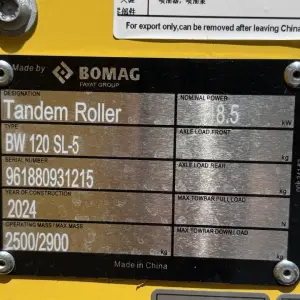 For export only,can be removed after leaving China
Made by BOMAG
FAYAT GROUP
DESIGNATION
Tandem Roller
NOMINAL POWER
8.5 kW
TYPE
BW 120 SL-5
AXLE LOAD FRONT
kg
SERIAL NUMBER
961880931215
AXLE LOAD REAR
kg
YEAR OF CONSTRUCTION
2024
MAX.TOWBAR PULL LOAD
N
OPERATING MASS / MAX. MASS
2500/2900 kg
MAX.TOWBAR DOWN LOAD
kg
Made in China